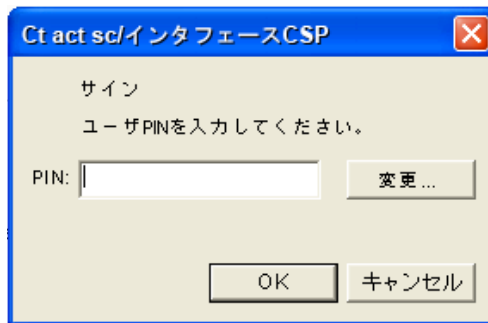 Ct act sc/インタフェースCSP
サイン
ユーザPINを入力してください。
PIN:
変更...
OK
キャンセル